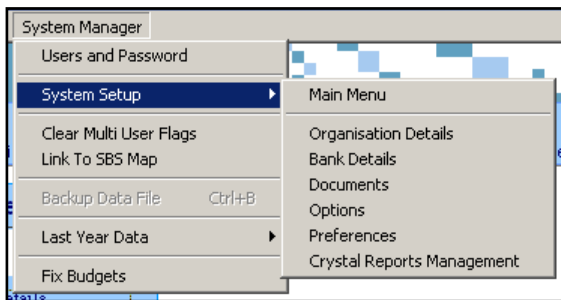 System Manager
Users and Password
System Setup
Clear Multi User Flags
Link To SBS Map
Backup Data File Ctrl+B
Last Year Data
Fix Budgets
Main Menu
Organisation Details
Bank Details
Documents
Options
Preferences
Crystal Reports Management